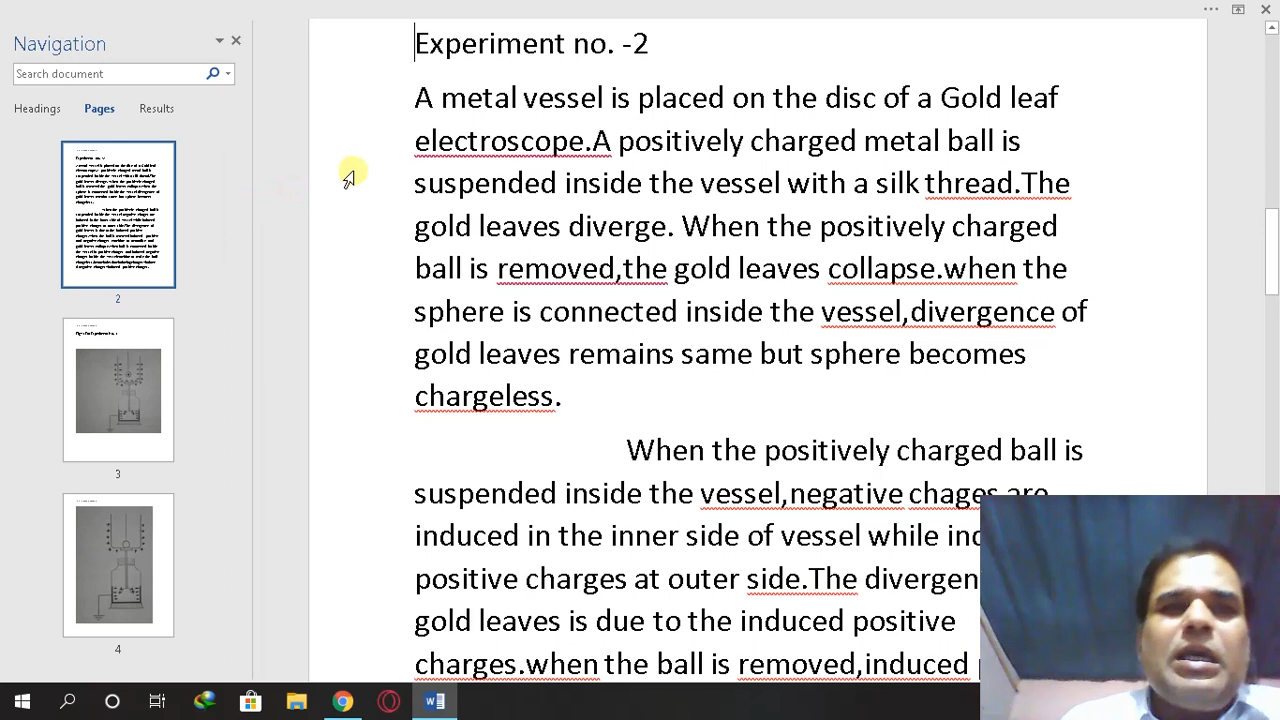 Navigation
Search document
Headings
Pages
Results
2
3
4
Experiment no. -2
A metal vessel is placed on the disc of a Gold leaf
electroscope.A positively charged metal ball is
suspended inside the vessel with a silk thread.The
gold leaves diverge. When the positively charged
ball is removed,the gold leaves collapse.when the
sphere is connected inside the vessel,divergence of
gold leaves remains same but sphere becomes
chargeless.
When the positively charged ball is
suspended inside the vessel,negative chages are
induced in the inner side of vessel while
positive charges at outer side.The
gold leaves is due to the induced positive
charges.when the ball is removed,induced